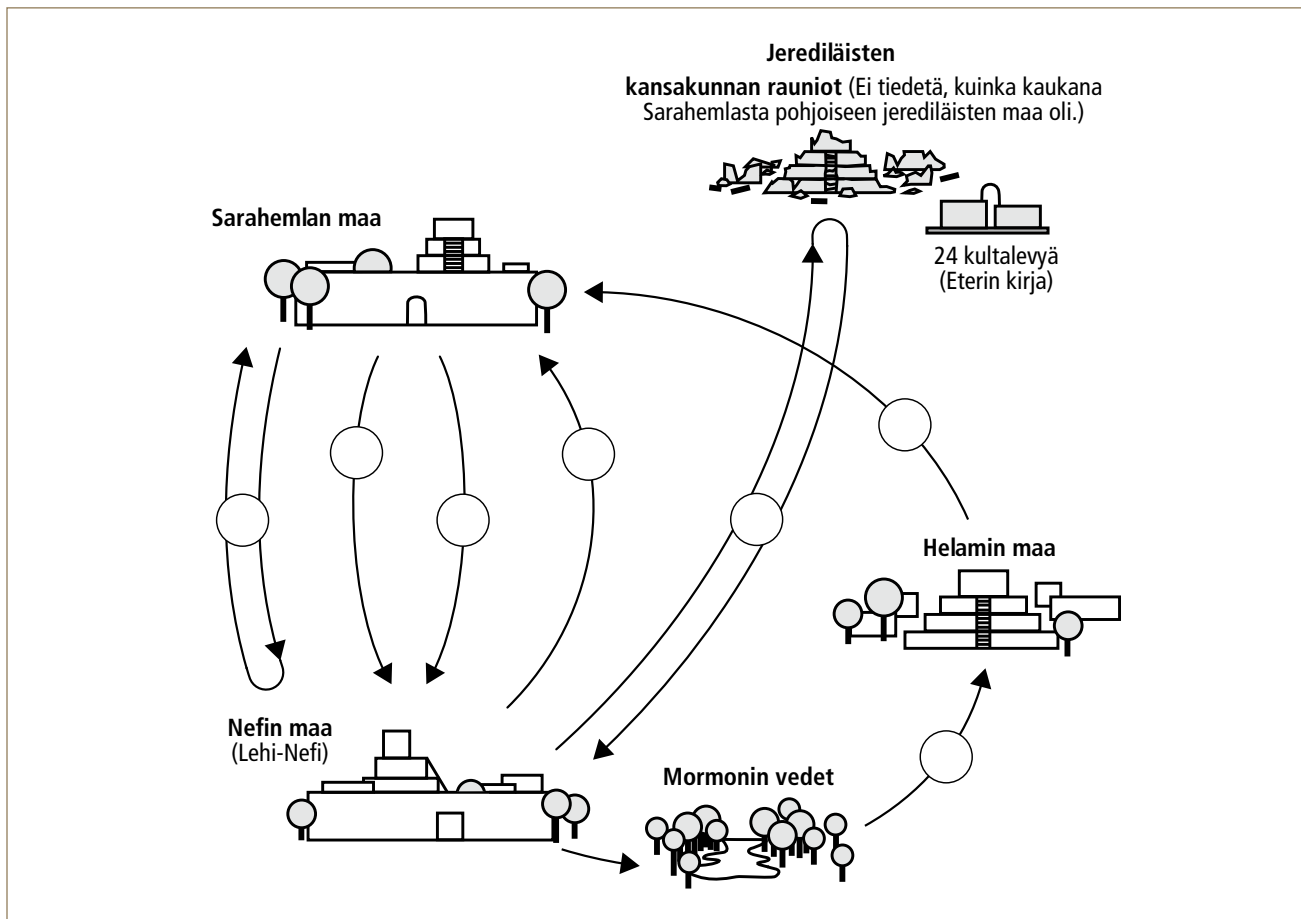 Jerediläisten
kansakunnan rauniot (Ei tiedetä, kuinka kaukana
Sarahemlasta pohjoiseen jerediläisten maa oli.)
Sarahemlan maa
24 kultalevyä
(Eterin kirja)
Helamin maa
Nefin maa
(Lehi-Nefi)
Mormonin vedet